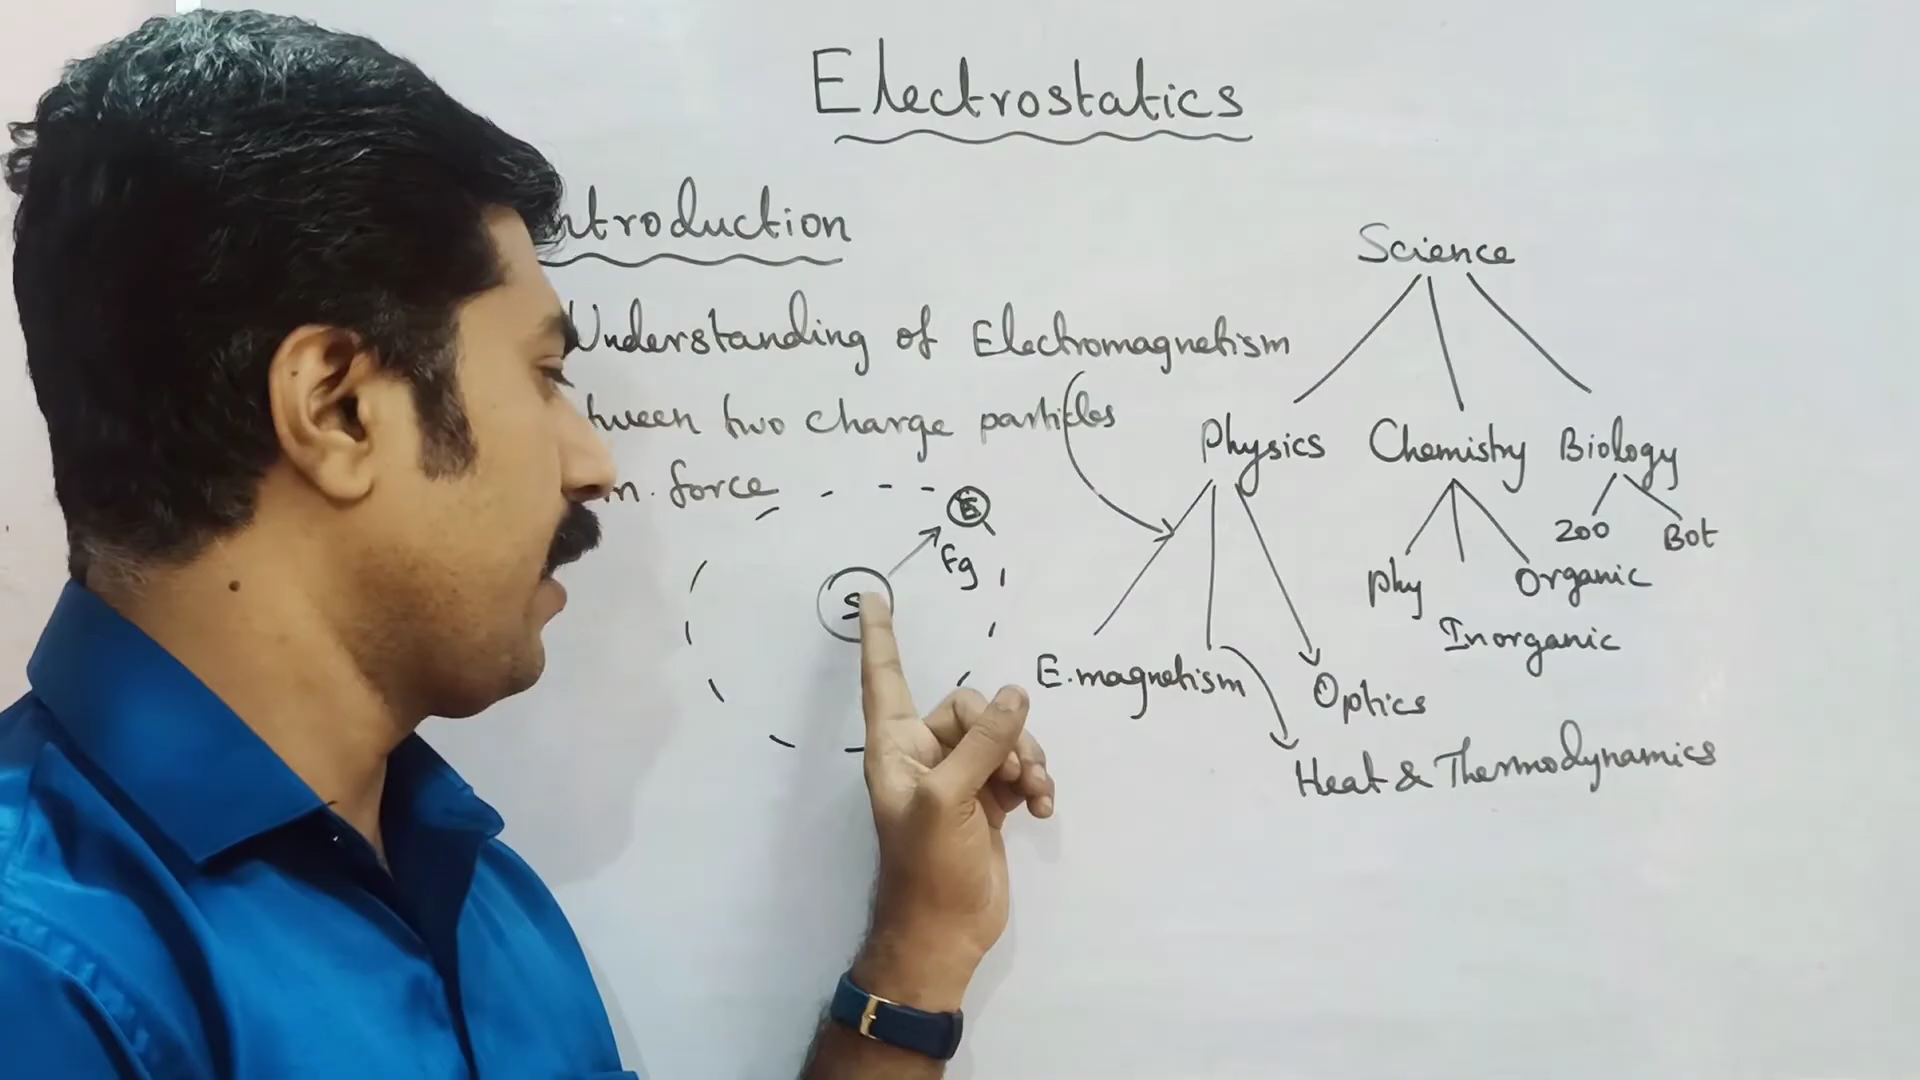 Electrostatics
ntroduction
Understanding of Electromagnetism
tween two charge particles
m. force
E
Fg
S
Science
Physics Chemistry Biology
Zoo Bot
Phy Organic
Inorganic
E.magnetism Optics
Heat & Thermodynamics